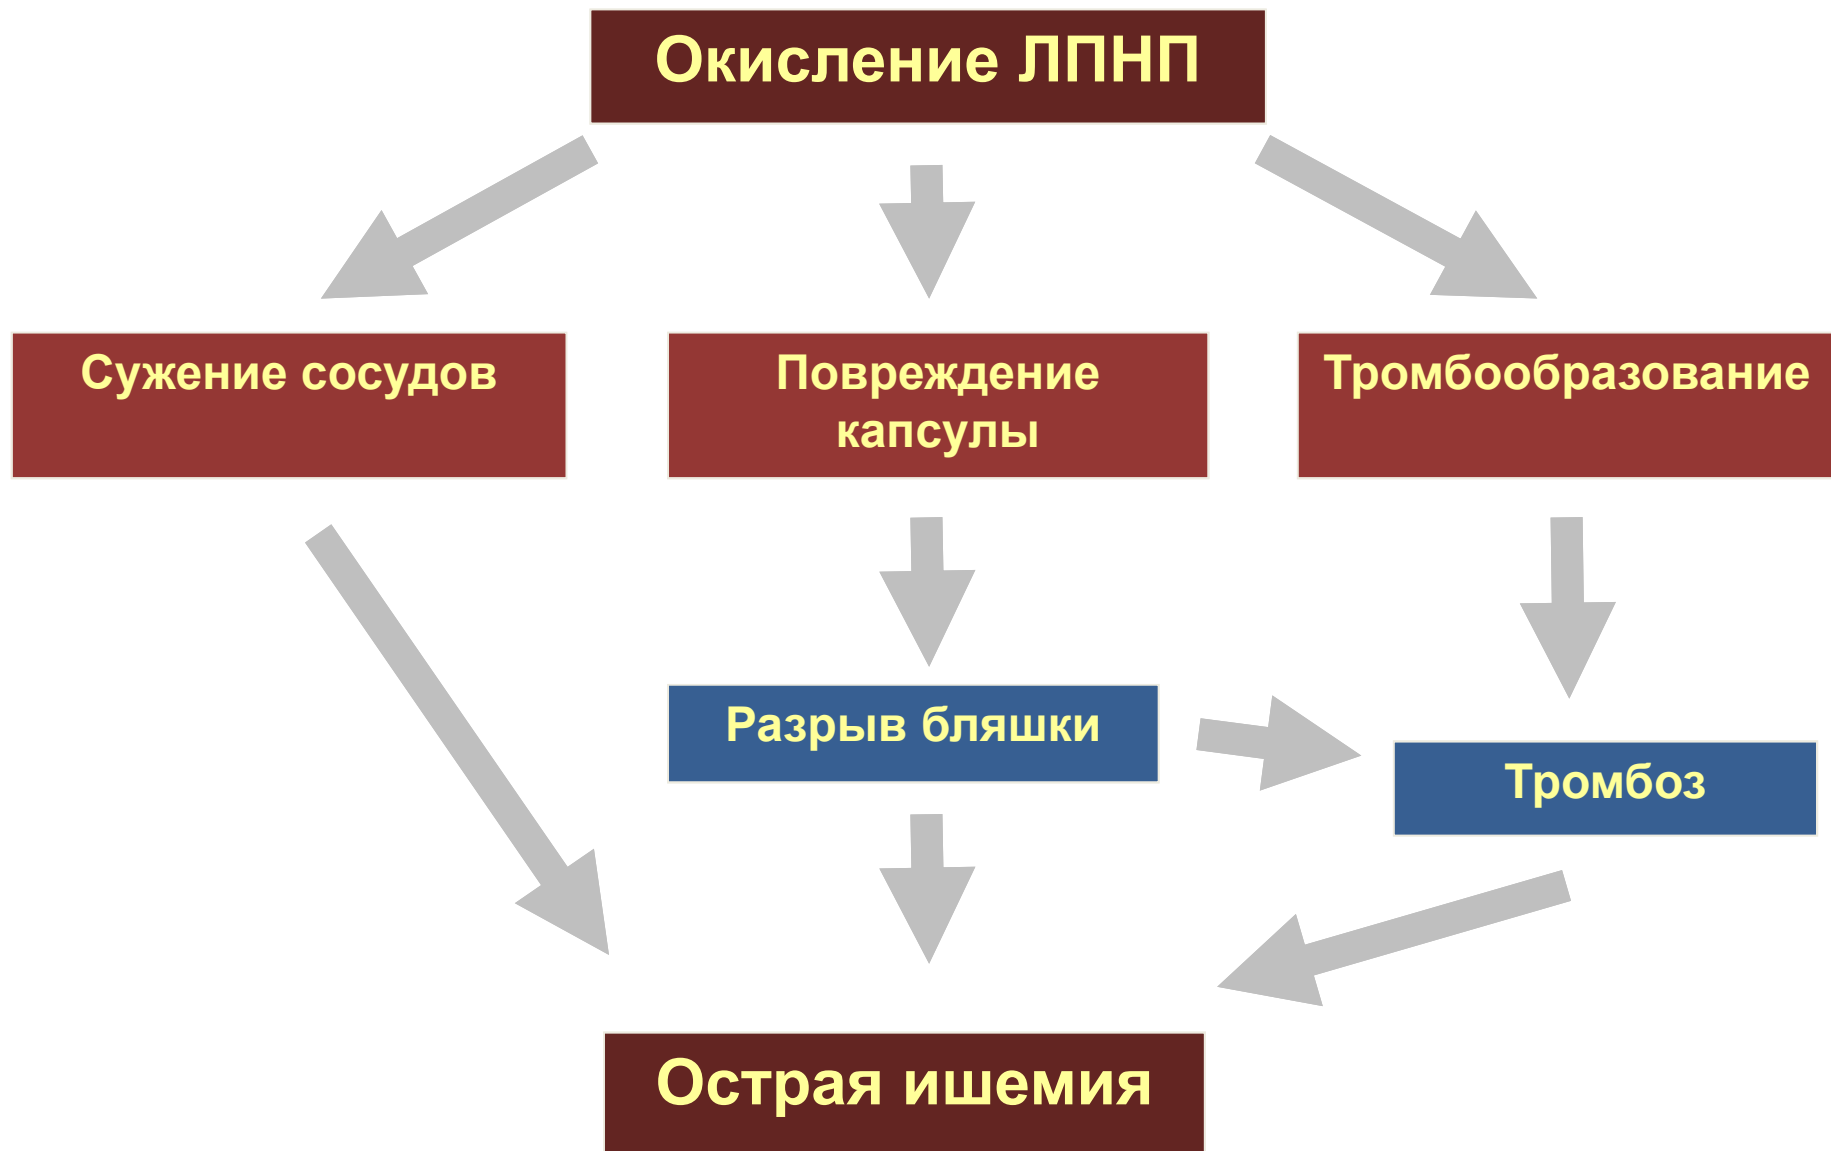 Окисление ЛПНП
Сужение сосудов
Повреждение
капсулы
Тромбообразование
Разрыв бляшки
Тромбоз
Острая ишемия